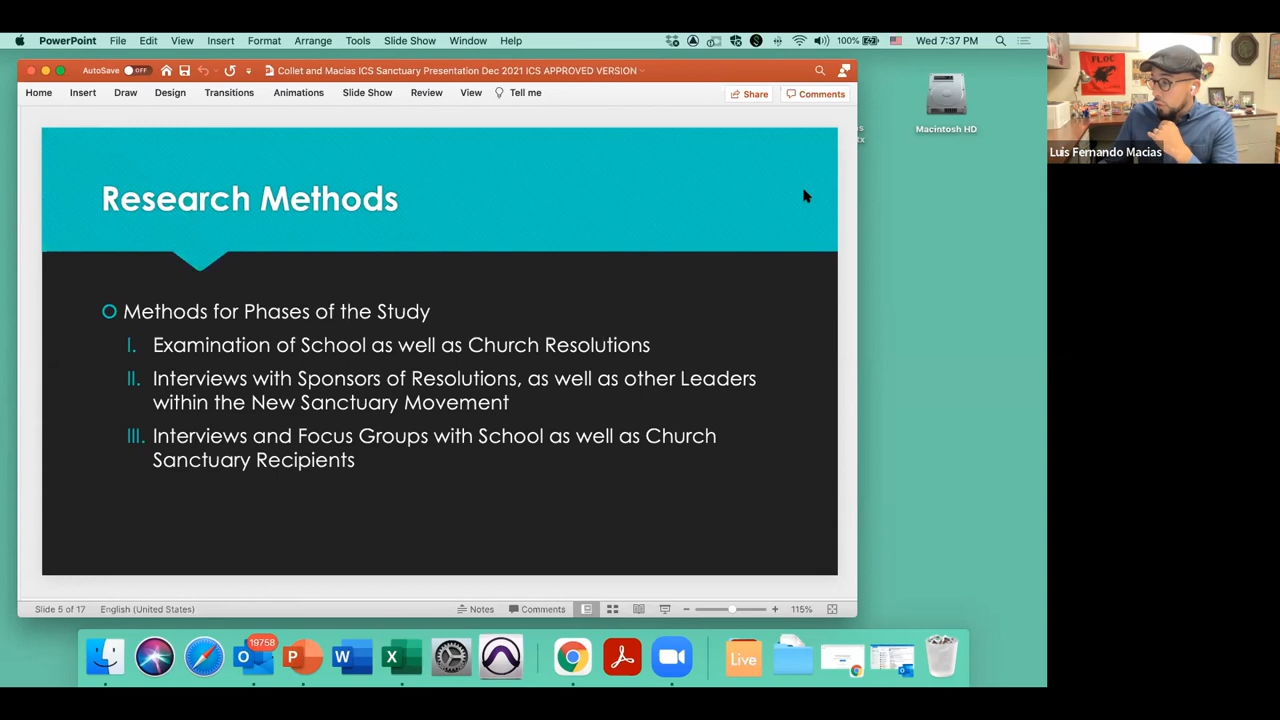 PowerPoint File Edit View Insert Format Arrange Tools Slide Show Window Help 100% Wed 7:37 PM
AutoSave OFF Collet and Macias ICS Sanctuary Presentation Dec 2021 ICS APPROVED VERSION
Home Insert Draw Design Transitions Animations Slide Show Review View Tell me Share Comments
Macintosh HD
xx
FLOC
Luis Fernando Macias
Research Methods
Methods for Phases of the Study
I. Examination of School as well as Church Resolutions
II. Interviews with Sponsors of Resolutions, as well as other Leaders
within the New Sanctuary Movement
III. Interviews and Focus Groups with School as well as Church
Sanctuary Recipients
Slide 5 of 17 English (United States) Notes Comments 115%
19758
Live